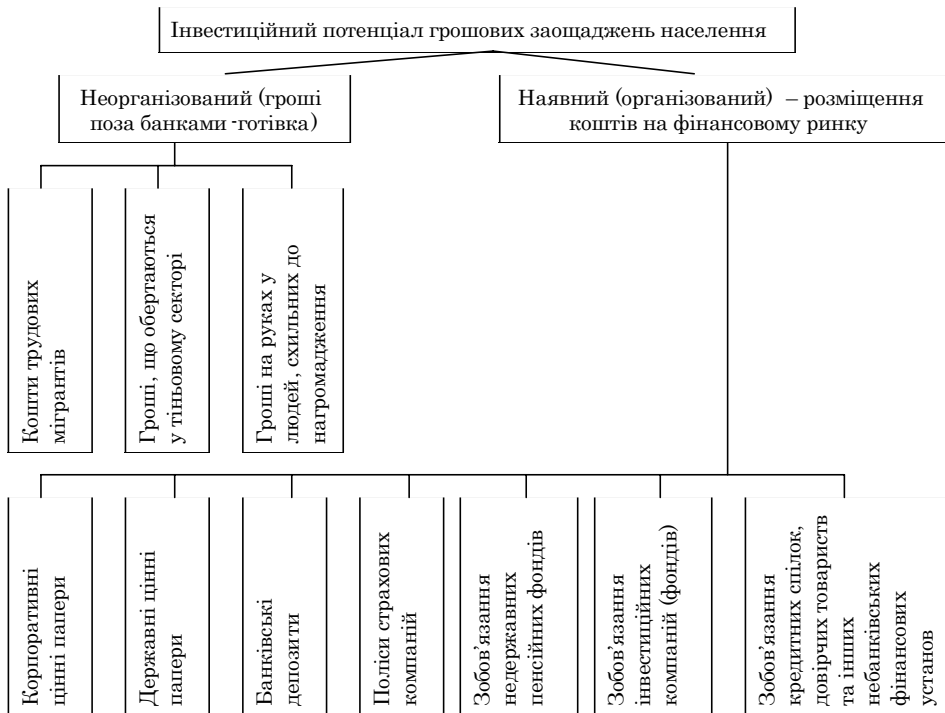 Інвестиційний потенціал грошових заощаджень населення
Неорганізований (гроші
поза банками -готівка)
Наявний (організований) – розміщення
коштів на фінансовому ринку
Кошти трудових
мігрантів
Гроші, що обертаються
у тіньовому секторі
Гроші на руках у
людей, схильних до
нагромадження
Корпоративні
цінні папери
Державні цінні
папери
Банківські
депозити
Поліси страхових
компаній
Зобов'язання
недержавних
пенсійних фондів
Зобов'язання
інвестиційних
компаній (фондів)
Зобов'язання
кредитних спілок,
довірчих товариств
та інших
небанківських
фінансових
установ